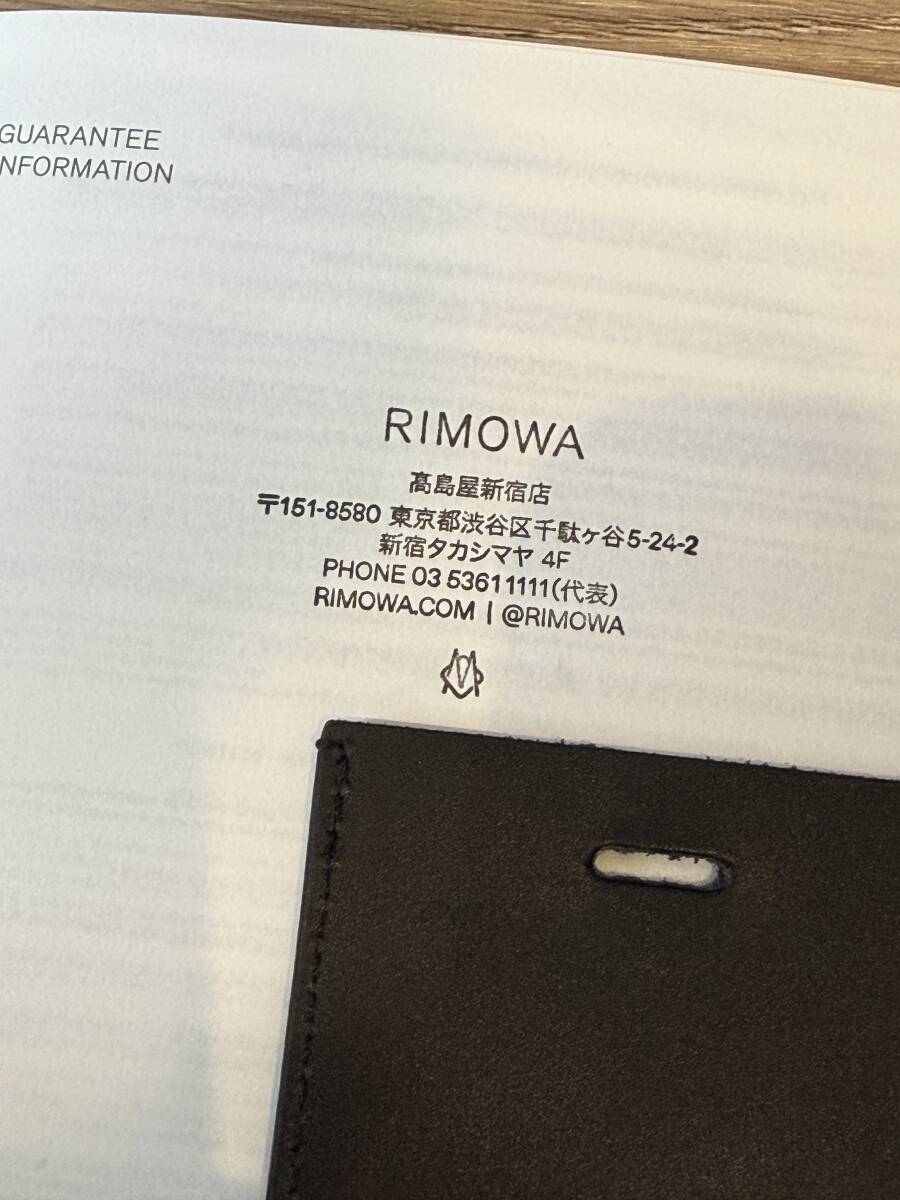 GUARANTEE
NFORMATION
RIMOWA
髙島屋新宿店
〒151-8580 東京都渋谷区千駄ヶ谷5-24-2
新宿タカシマヤ 4F
PHONE 03 5361 1111(代表)
RIMOWA.COM | @RIMOWA